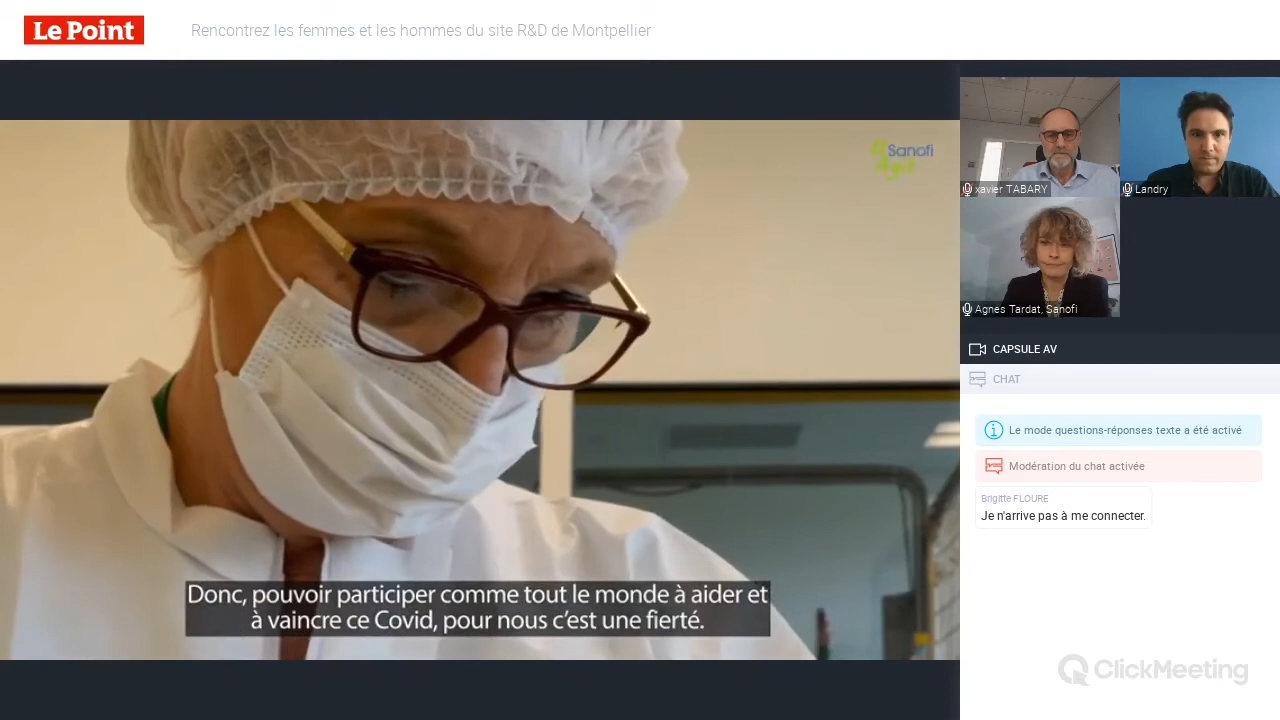 Le Point
Rencontrez les femmes et les hommes du site R&D de Montpellier
Sanofi
Agit
Donc, pouvoir participer comme tout le monde à aider et
à vaincre ce Covid, pour nous c'est une fierté.
xavier TABARY
Landry
Agnes Tardat, Sanofi
CAPSULE AV
CHAT
Le mode questions-réponses texte a été activé
Modération du chat activée
Brigitte FLOURE
Je n'arrive pas à me connecter.
ClickMeeting